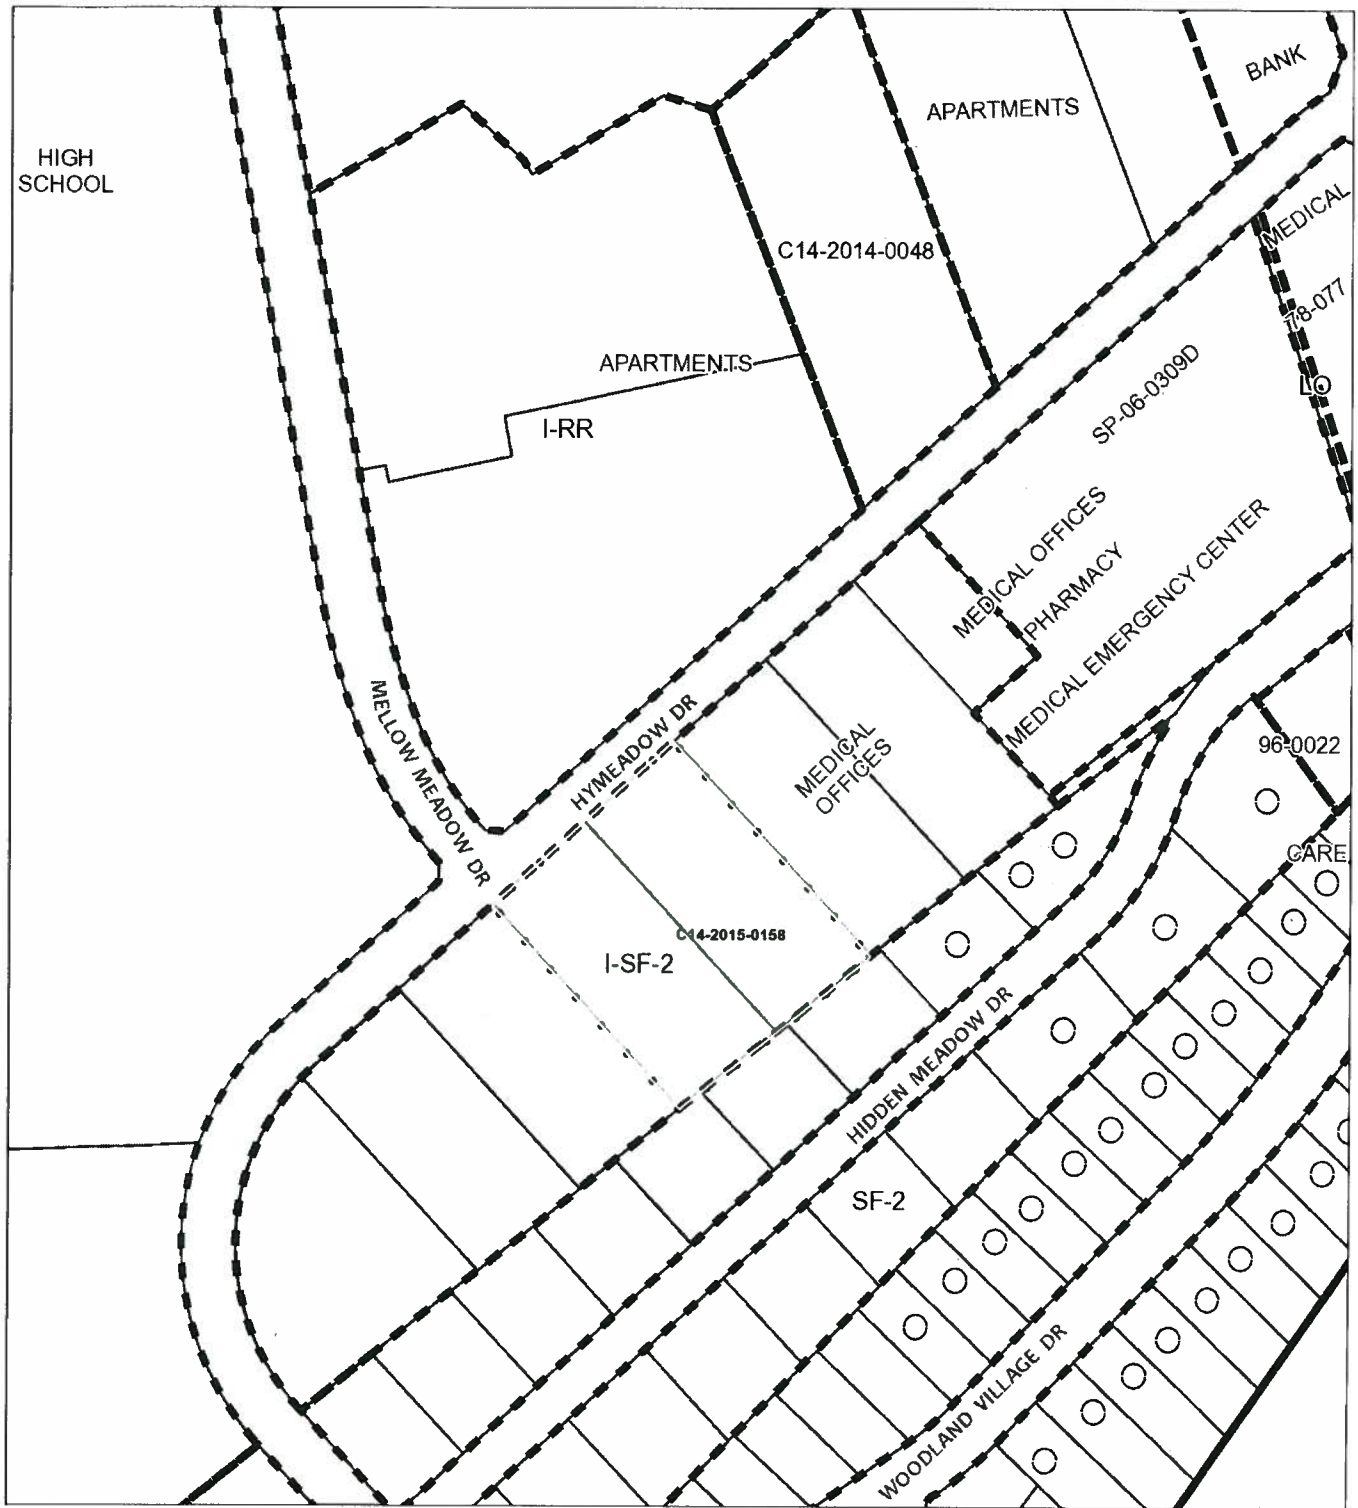 BANK
APARTMENTS
HIGH
SCHOOL
MEDICAL
C14-2014-0048
78-077
APARTMENTS
SP-06-0309D
LO
I-RR
MEDICAL OFFICES
PHARMACY
MEDICAL EMERGENCY CENTER
MELLOW MEADOW DR
HYMEADOW DR
MEDICAL
OFFICES
96-0022
CARE
C14-2015-0158
I-SF-2
HIDDEN MEADOW DR
SF-2
WOODLAND VILLAGE DR